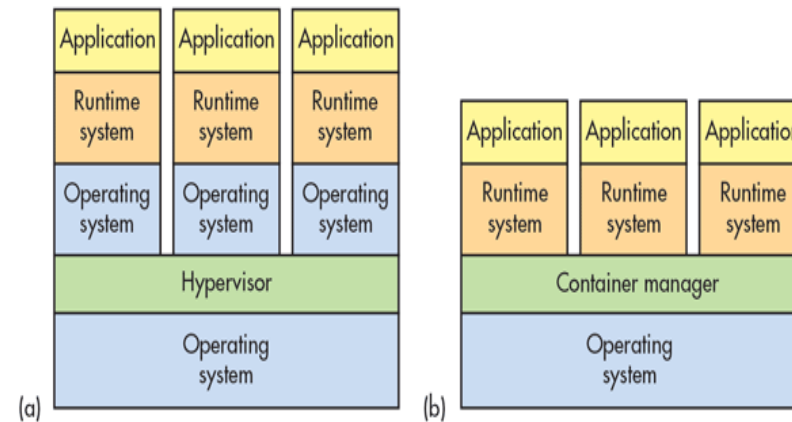 Application Application Application
Runtime Runtime Runtime
system system system
Operating Operating Operating
system system system
Hypervisor
Operating
system
(a)
Application Application Application
Runtime Runtime Runtime
system system system
Container manager
Operating
system
(b)